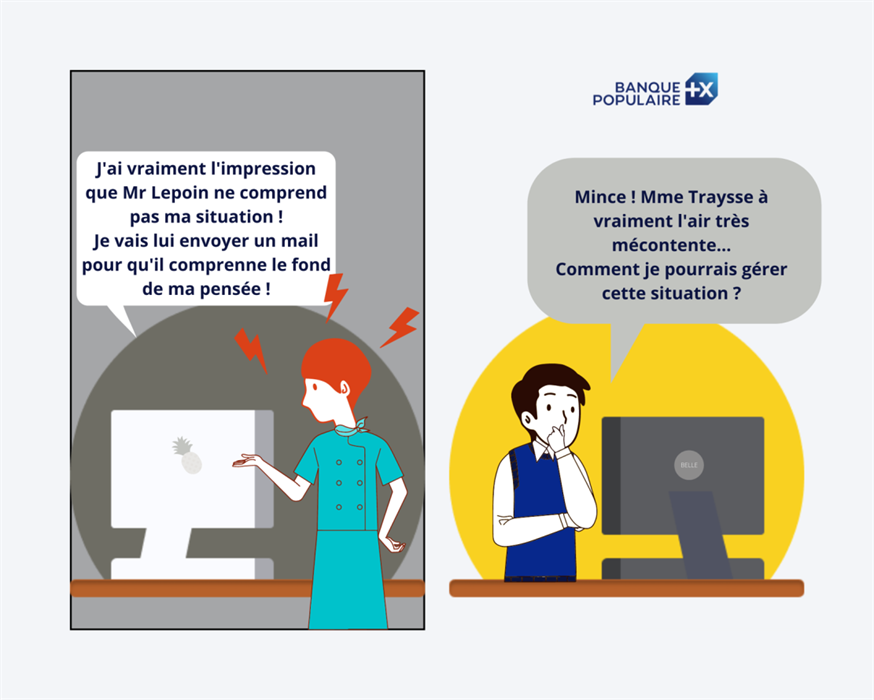 J'ai vraiment l'impression
que Mr Lepoin ne comprend
pas ma situation !
Je vais lui envoyer un mail
pour qu'il comprenne le fond
de ma pensée !
BANQUE
POPULAIRE +X
Mince ! Mme Traysse à
vraiment l'air très
mécontente...
Comment je pourrais gérer
cette situation ?
BELLE